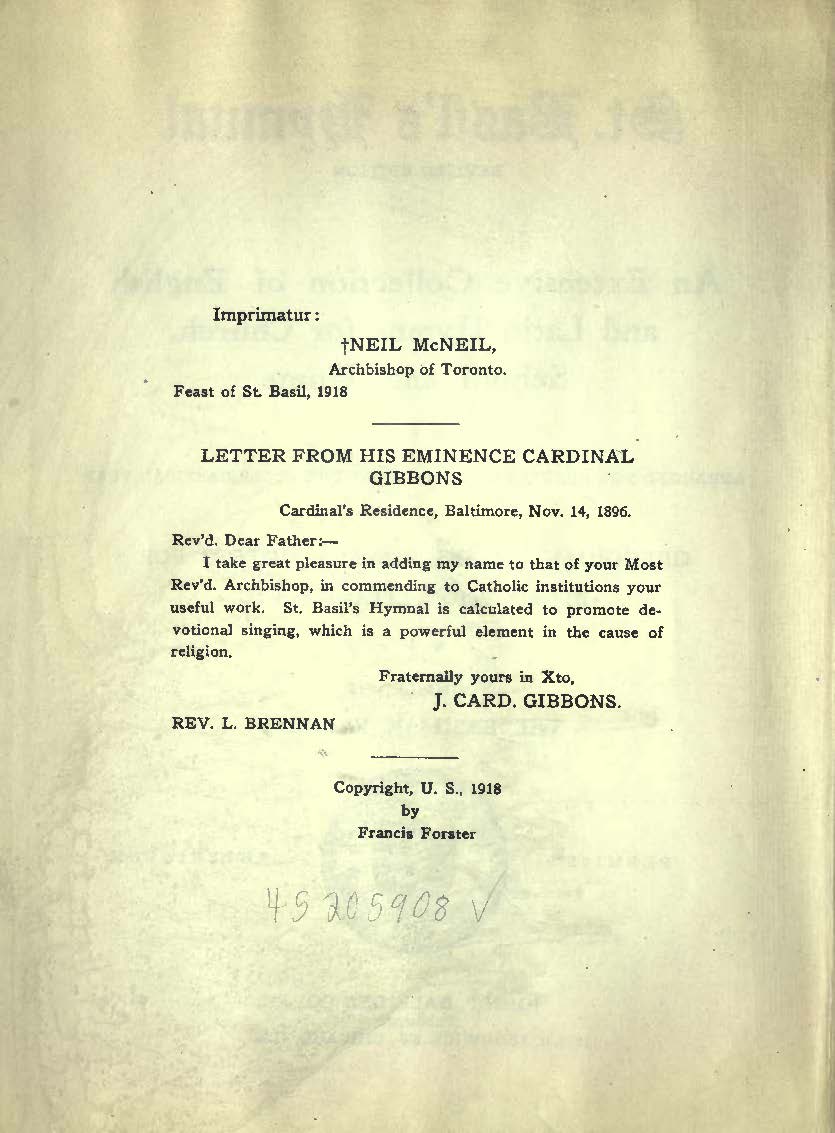 Imprimatur:
†NEIL McNEIL,
Archbishop of Toronto.
Feast of St. Basil, 1918
LETTER FROM HIS EMINENCE CARDINAL
GIBBONS
Cardinal's Residence, Baltimore, Nov. 14, 1896.
Rev'd. Dear Father:—
I take great pleasure in adding my name to that of your Most
Rev'd. Archbishop, in commending to Catholic institutions your
useful work. St. Basil's Hymnal is calculated to promote de-
votional singing, which is a powerful element in the cause of
religion.
Fraternally yours in Xto,
J. CARD. GIBBONS.
REV. L. BRENNAN
Copyright, U. S., 1918
by
Francis Forster
45205908 √